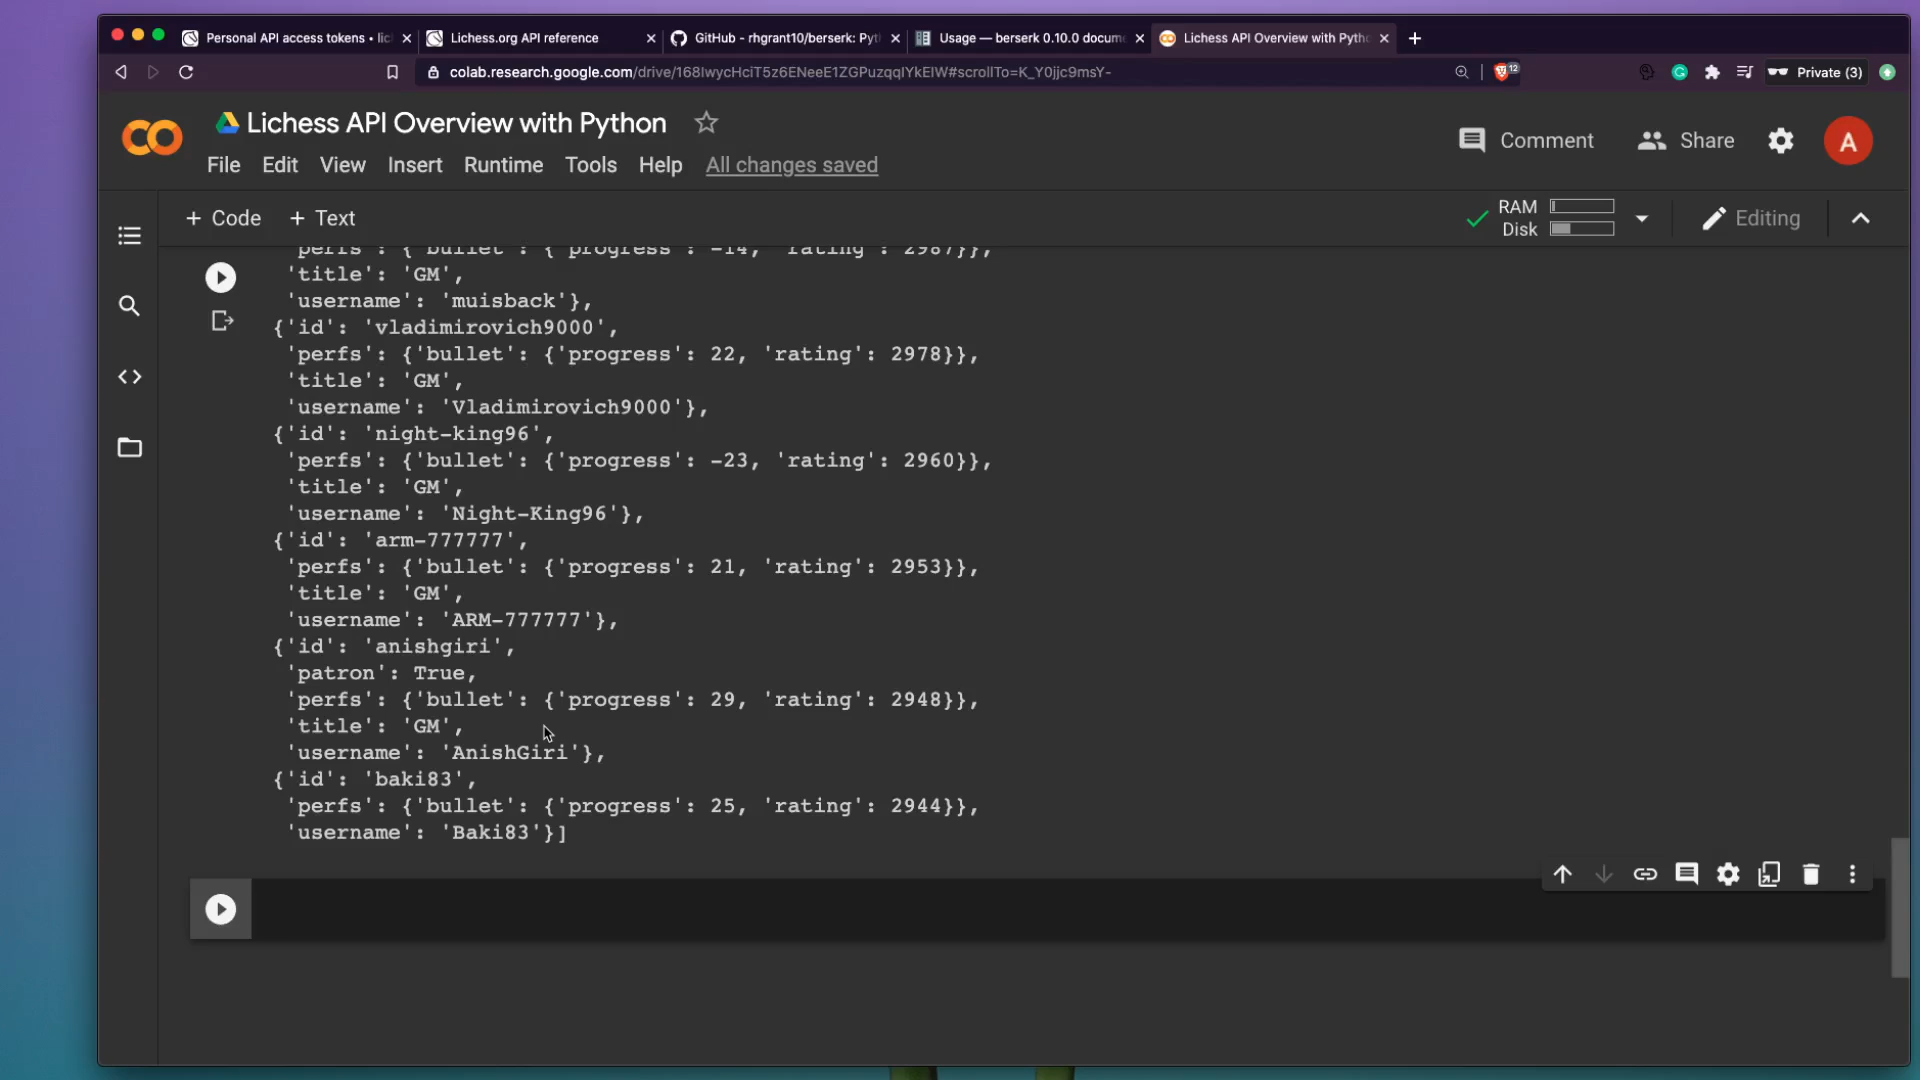 Personal API access tokens • lic
Lichess.org API reference
GitHub - rhgrant10/berserk: Pyt
Usage — berserk 0.10.0 docum
Lichess API Overview with Pytho
colab.research.google.com/drive/168IwycHciT5z6ENeeE1ZGPuzqqIYkEIW#scrollTo=K_Y0jjc9msY-
12
Private (3)
Lichess API Overview with Python
Comment
Share
A
File Edit View Insert Runtime Tools Help All changes saved
+ Code + Text
RAM
Disk
Editing
'perfs': {'bullet': {'progress': -14, 'rating': 2987}},
'title': 'GM',
'username': 'muisback'},
{'id': 'vladimirovich9000',
'perfs': {'bullet': {'progress': 22, 'rating': 2978}},
'title': 'GM',
'username': 'Vladimirovich9000'},
{'id': 'night-king96',
'perfs': {'bullet': {'progress': -23, 'rating': 2960}},
'title': 'GM',
'username': 'Night-King96'},
{'id': 'arm-777777',
'perfs': {'bullet': {'progress': 21, 'rating': 2953}},
'title': 'GM',
'username': 'ARM-777777'},
{'id': 'anishgiri',
'patron': True,
'perfs': {'bullet': {'progress': 29, 'rating': 2948}},
'title': 'GM',
'username': 'AnishGiri'},
{'id': 'baki83',
'perfs': {'bullet': {'progress': 25, 'rating': 2944}},
'username': 'Baki83'}]